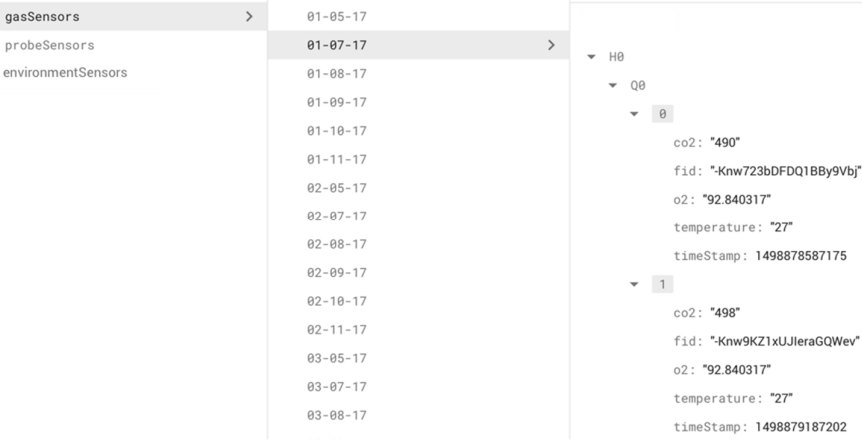 gasSensors
probeSensors
environmentSensors
01-05-17
01-07-17
01-08-17
01-09-17
01-10-17
01-11-17
02-05-17
02-07-17
02-08-17
02-09-17
02-10-17
02-11-17
03-05-17
03-07-17
03-08-17
H0
Q0
0
co2: "490"
fid: "-Knw723bDFDQ1BBy9Vbj"
o2: "92.840317"
temperature: "27"
timeStamp: 1498878587175
1
co2: "498"
fid: "-Knw9KZ1xUJIeraGQWev"
o2: "92.840317"
temperature: "27"
timeStamp: 1498879187202